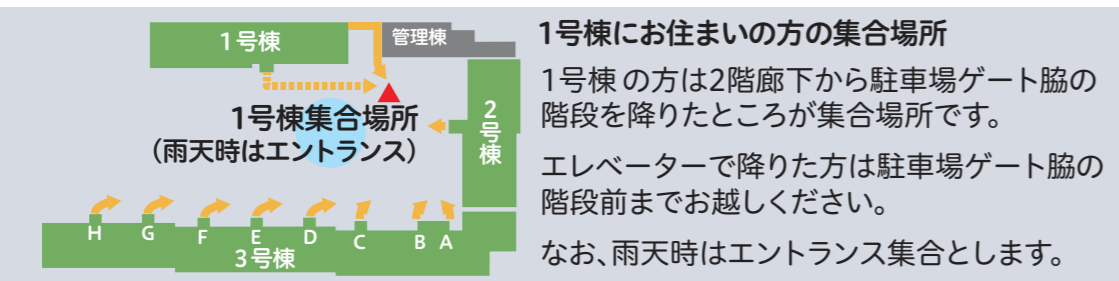 1号棟
管理棟
1号棟集合場所
(雨天時はエントランス)
2号棟
H
G
F
E
D
C
B
A
3号棟
1号棟にお住まいの方の集合場所
1号棟の方は2階廊下から駐車場ゲート脇の
階段を降りたところが集合場所です。
エレベーターで降りた方は駐車場ゲート脇の
階段前までお越しください。
なお、雨天時はエントランス集合とします。